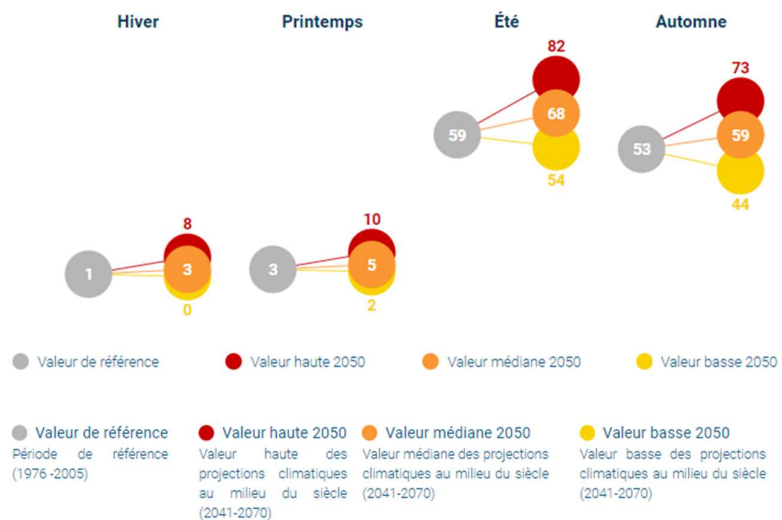 Hiver Printemps Été Automne
82
73
59 68 53 59
54
44
8 10
1 3 3 5
0 2
Valeur de référence Valeur haute 2050 Valeur médiane 2050 Valeur basse 2050
Valeur de référence Valeur haute 2050 Valeur médiane 2050 Valeur basse 2050
Période de référence Valeur haute des Valeur médiane des projections Valeur basse des projections
(1976 -2005) projections climatiques climatiques au milieu du siècle climatiques au milieu du siècle
au milieu du siècle (2041-2070) (2041-2070)
(2041-2070)